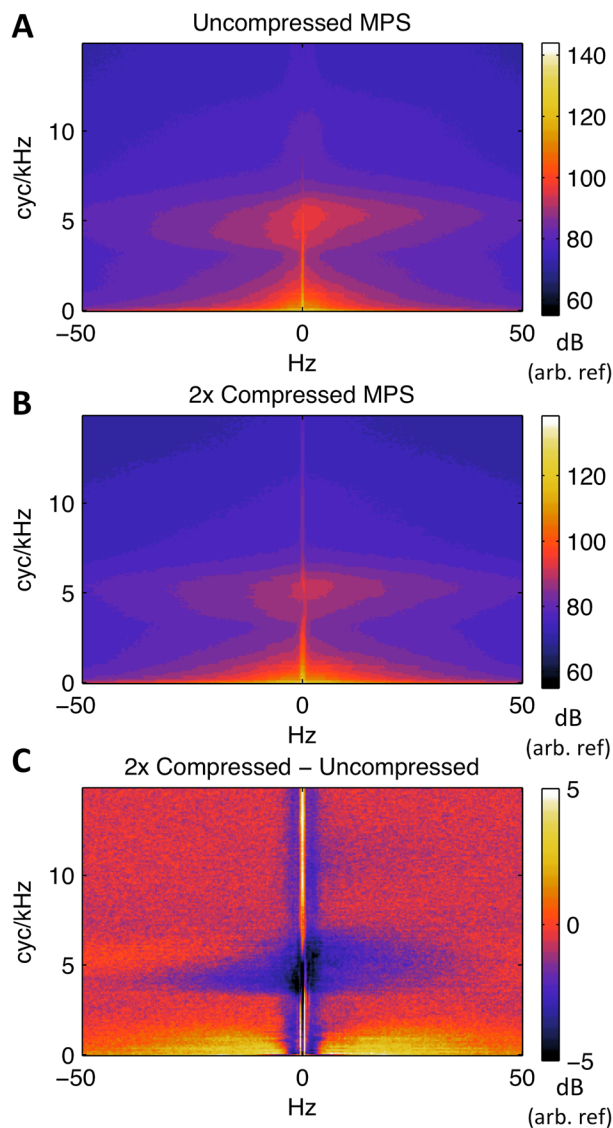 A
Uncompressed MPS
cyc/kHz
10
5
0
−50
0
50
Hz
140
120
100
80
60
dB
(arb. ref)
B
2x Compressed MPS
cyc/kHz
10
5
0
−50
0
50
Hz
120
100
80
60
dB
(arb. ref)
C
2x Compressed − Uncompressed
cyc/kHz
10
5
0
−50
0
50
Hz
5
0
−5
dB
(arb. ref)